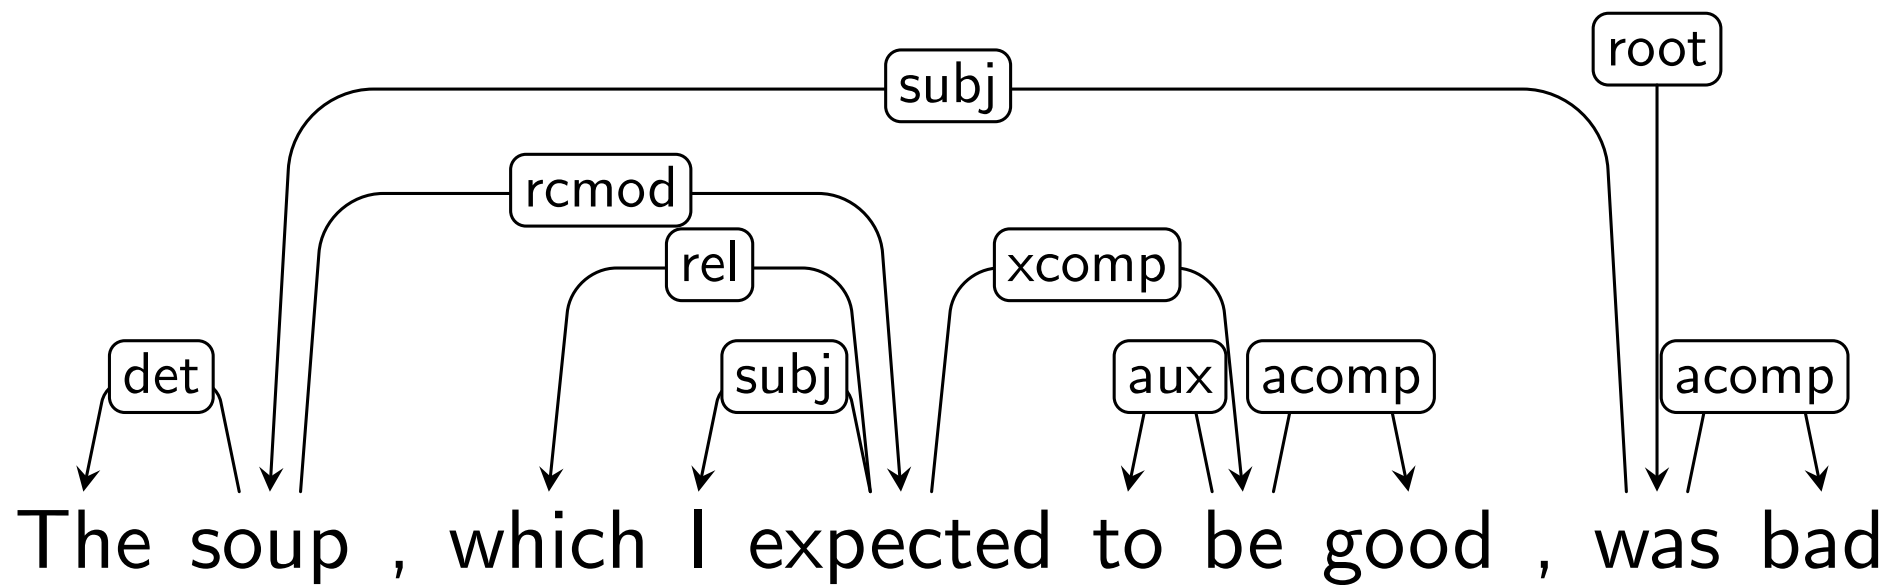 root
subj
rcmod
rel xcomp
det subj aux acomp acomp
The soup , which I expected to be good , was bad